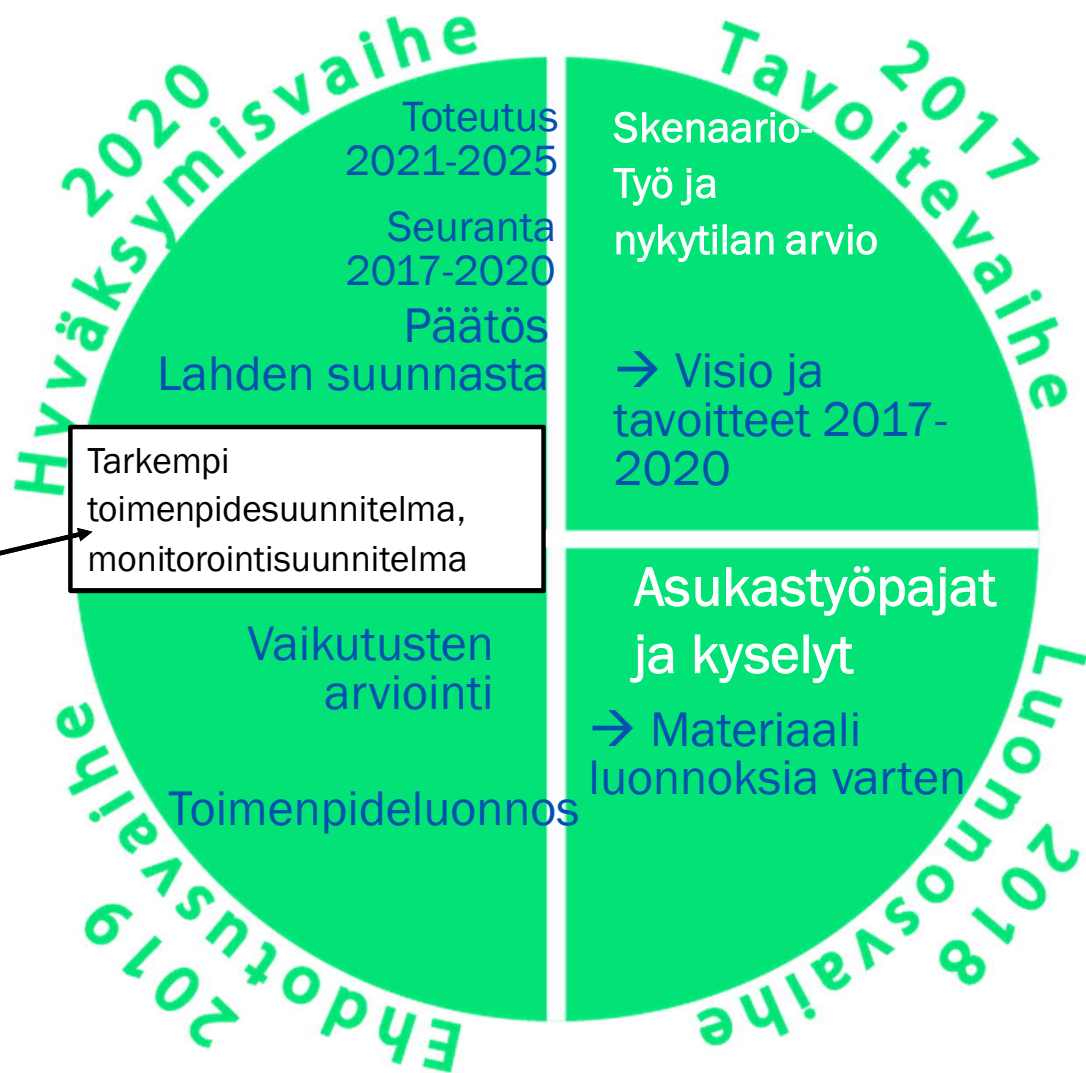 2017
Tavoitevaihe
Skenaario-
Työ ja
nykytilan arvio
→ Visio ja
tavoitteet 2017-
2020
2018
Luonnosvaihe
Asukastyöpajat
ja kyselyt
→ Materiaali
luonnoksia varten
2019
Ehdotusvaihe
Toimenpideluonnos
Vaikutusten
arviointi
Tarkempi
toimenpidesuunnitelma,
monitorointisuunnitelma
2020
Hyväksymisvaihe
Toteutus
2021-2025
Seuranta
2017-2020
Päätös
Lahden suunnasta